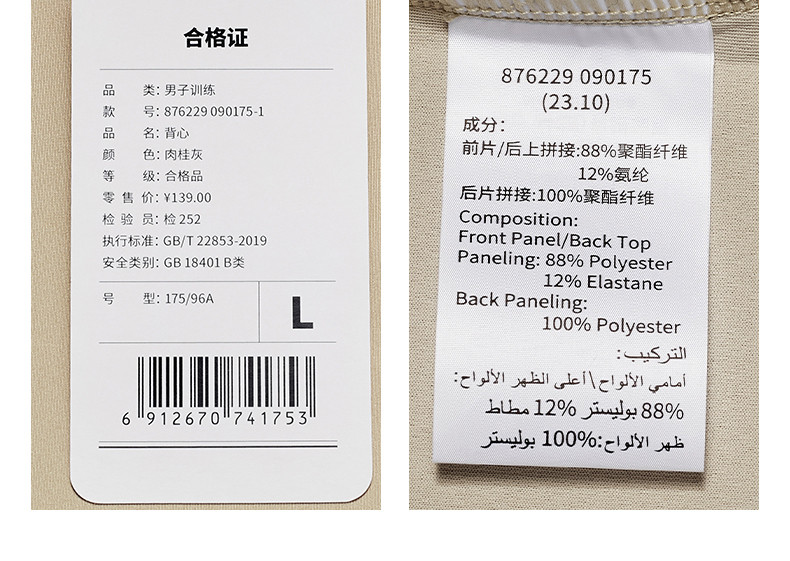 合格证
品 类: 男子训练
款 号: 876229 090175-1
品 名: 背心
颜 色: 肉桂灰
等 级: 合格品
零 售 价: ¥139.00
检 验 员: 检 252
执行标准: GB/T 22853-2019
安全类别: GB 18401 B类
号 型: 175/96A
L
6 912670 741753
876229 090175
(23.10)
成分:
前片/后上拼接:88%聚酯纤维
12%氨纶
后片拼接:100%聚酯纤维
Composition:
Front Panel/Back Top
Paneling: 88% Polyester
12% Elastane
Back Paneling:
100% Polyester
التركيب:
أمامي الألواح\أعلى الظهر الألواح:
88% بوليستر 12% مطاط
ظهر الألواح:100% بوليستر